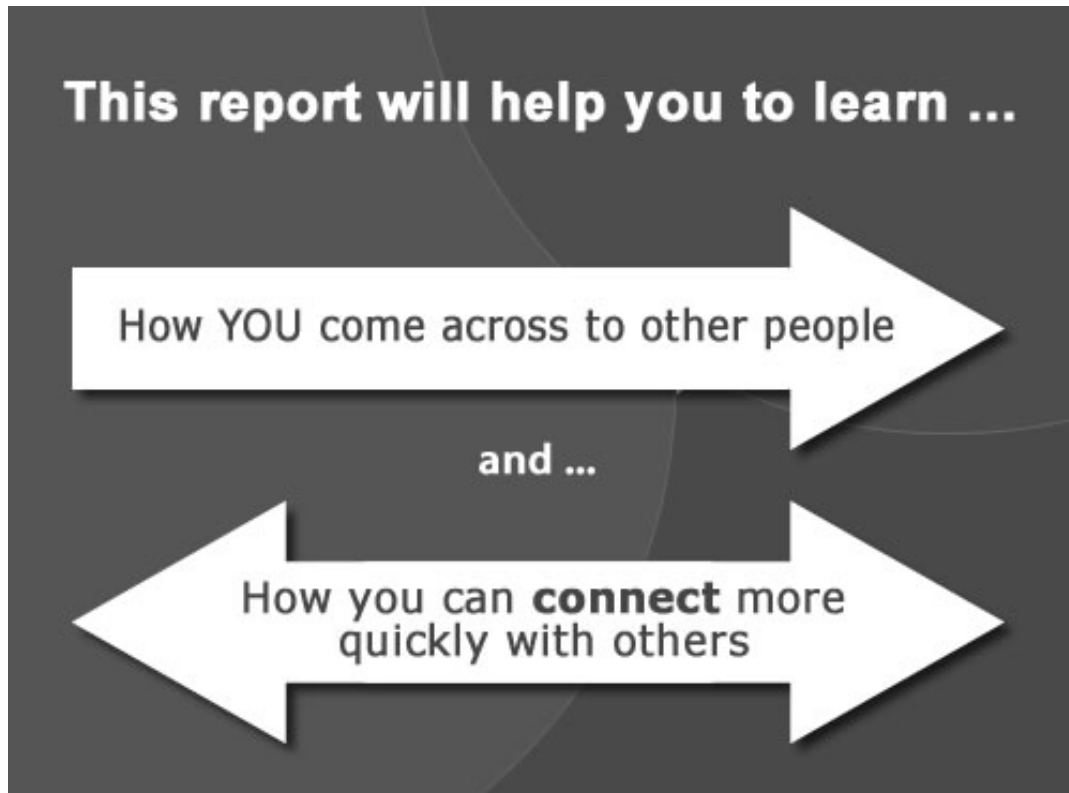 This report will help you to learn ...
How YOU come across to other people
and ...
How you can connect more
quickly with others